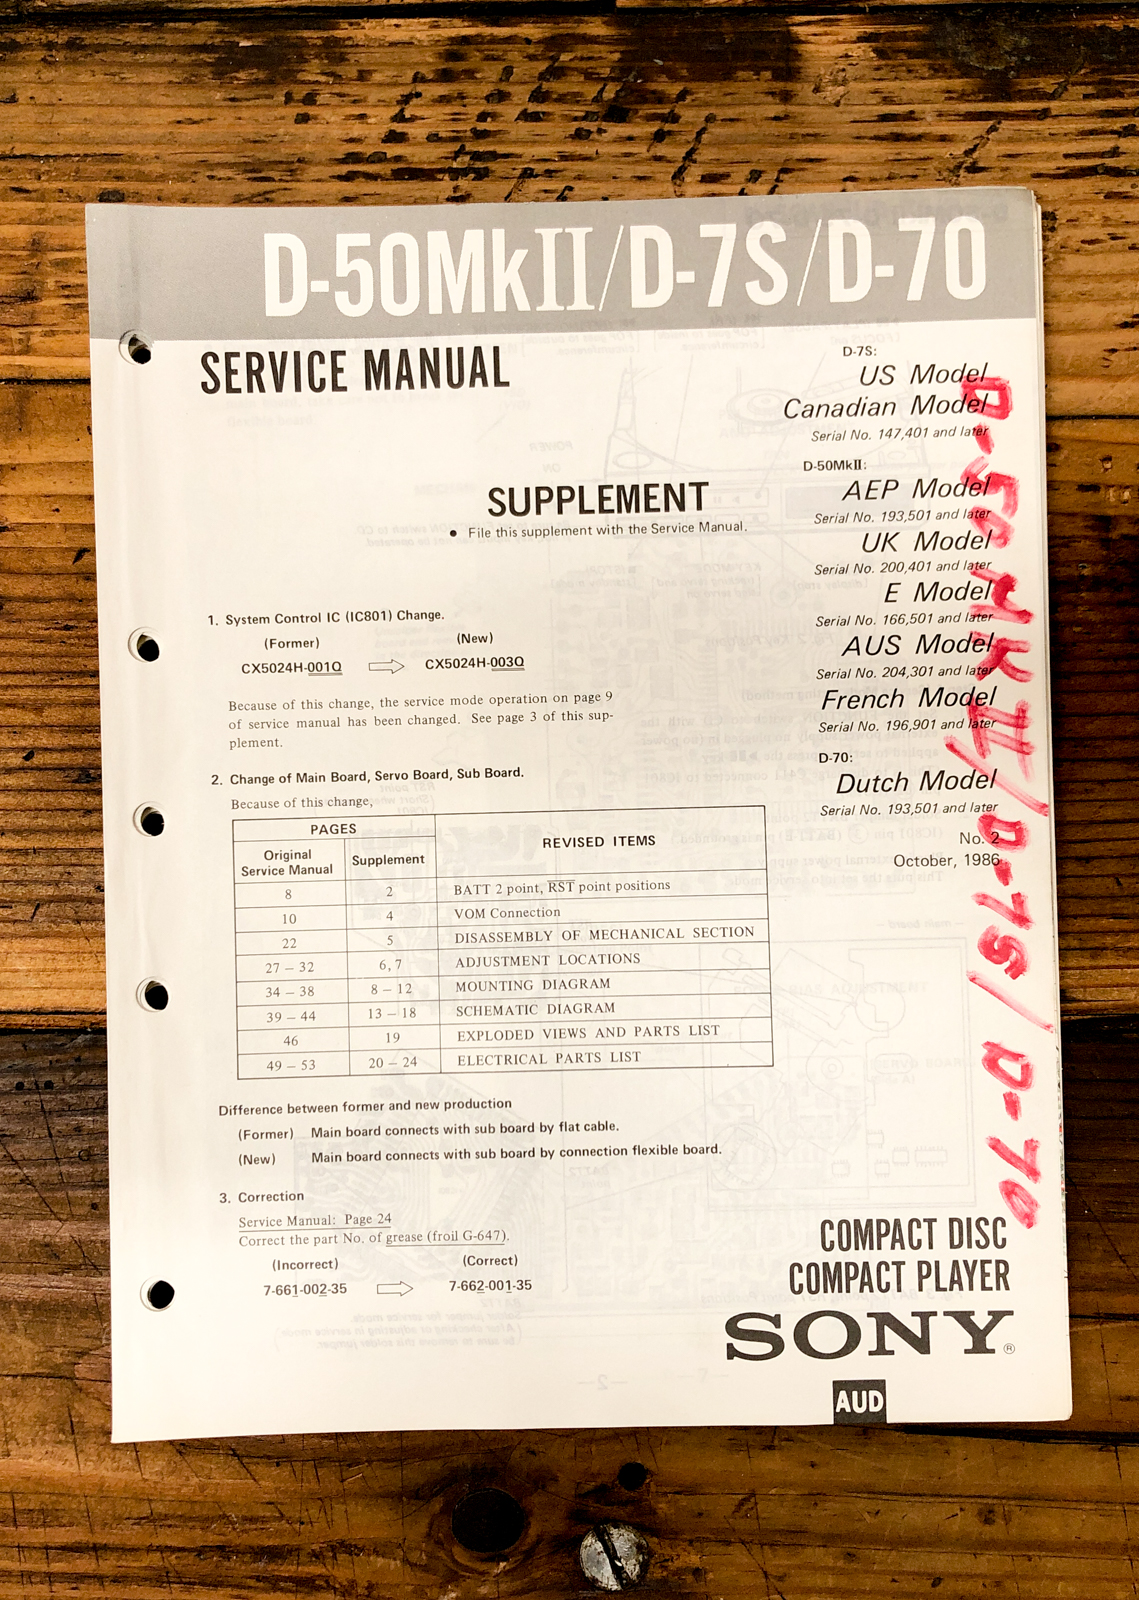 D-50MkII/D-7S/D-70
SERVICE MANUAL
D-7S:
US Model
Canadian Model
Serial No. 147,401 and later
D-50MkII:
AEP Model
Serial No. 193,501 and later
UK Model
Serial No. 200,401 and later
E Model
Serial No. 166,501 and later
AUS Model
Serial No. 204,301 and later
French Model
Serial No. 196,901 and later
D-70:
Dutch Model
Serial No. 193,501 and later
No. 2
October, 1986
D-50 MK II/D-7S/D-70
SUPPLEMENT
● File this supplement with the Service Manual.
1. System Control IC (IC801) Change.
(Former) (New)
CX5024H-001Q ⇨ CX5024H-003Q
Because of this change, the service mode operation on page 9
of service manual has been changed. See page 3 of this sup-
plement.
2. Change of Main Board, Servo Board, Sub Board.
Because of this change,
PAGES REVISED ITEMS
Original Service Manual Supplement
8 2 BATT 2 point, RST point positions
10 4 VOM Connection
22 5 DISASSEMBLY OF MECHANICAL SECTION
27 – 32 6, 7 ADJUSTMENT LOCATIONS
34 – 38 8 – 12 MOUNTING DIAGRAM
39 – 44 13 – 18 SCHEMATIC DIAGRAM
46 19 EXPLODED VIEWS AND PARTS LIST
49 – 53 20 – 24 ELECTRICAL PARTS LIST
Difference between former and new production
(Former) Main board connects with sub board by flat cable.
(New) Main board connects with sub board by connection flexible board.
3. Correction
Service Manual: Page 24
Correct the part No. of grease (froil G-647).
(Incorrect) (Correct)
7-661-002-35 ⇨ 7-662-001-35
COMPACT DISC
COMPACT PLAYER
SONY®
AUD